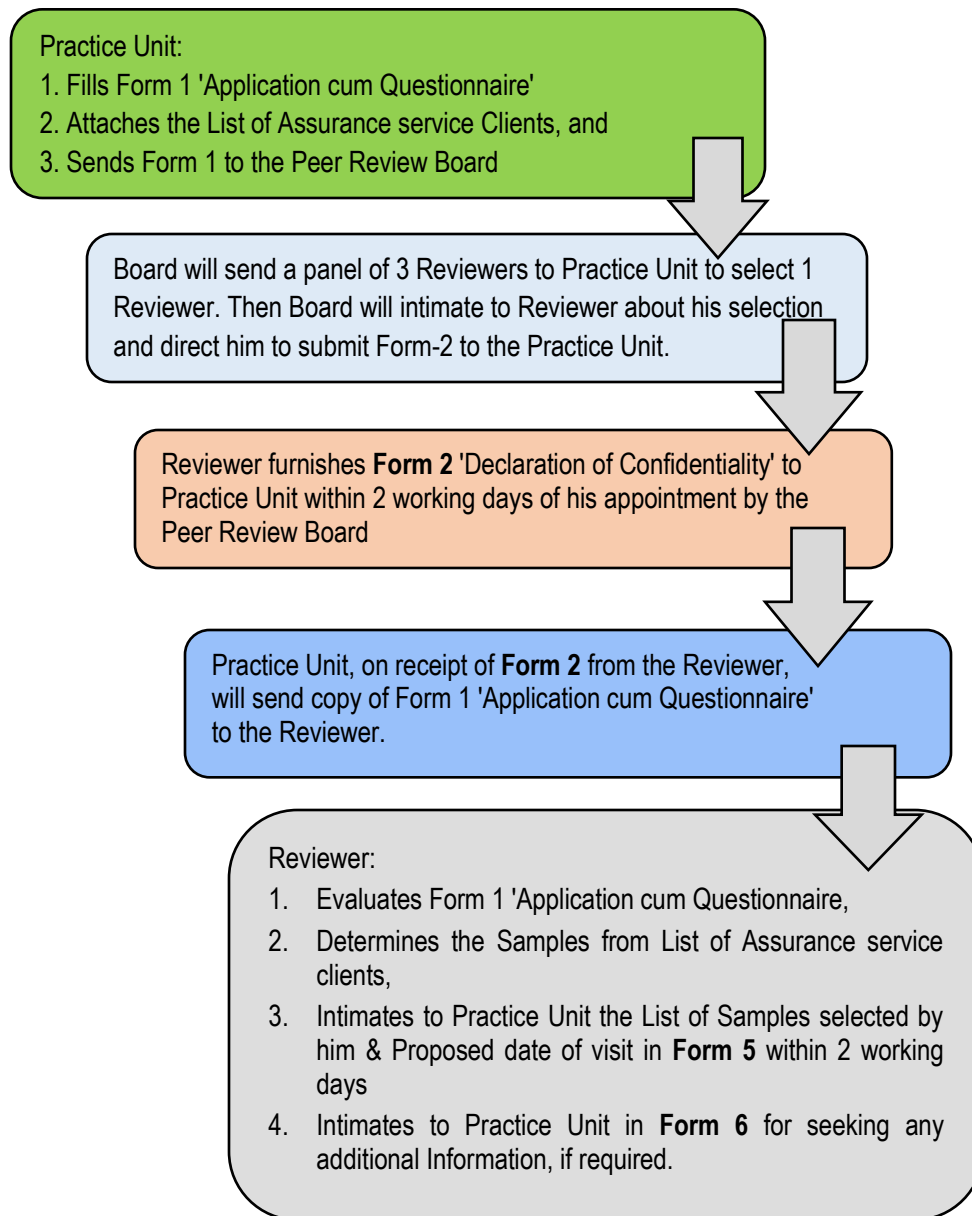 Practice Unit:
1. Fills Form 1 'Application cum Questionnaire'
2. Attaches the List of Assurance service Clients, and
3. Sends Form 1 to the Peer Review Board
Board will send a panel of 3 Reviewers to Practice Unit to select 1
Reviewer. Then Board will intimate to Reviewer about his selection
and direct him to submit Form-2 to the Practice Unit.
Reviewer furnishes Form 2 'Declaration of Confidentiality' to
Practice Unit within 2 working days of his appointment by the
Peer Review Board
Practice Unit, on receipt of Form 2 from the Reviewer,
will send copy of Form 1 'Application cum Questionnaire'
to the Reviewer.
Reviewer:
1. Evaluates Form 1 'Application cum Questionnaire,
2. Determines the Samples from List of Assurance service
clients,
3. Intimates to Practice Unit the List of Samples selected by
him & Proposed date of visit in Form 5 within 2 working
days
4. Intimates to Practice Unit in Form 6 for seeking any
additional Information, if required.